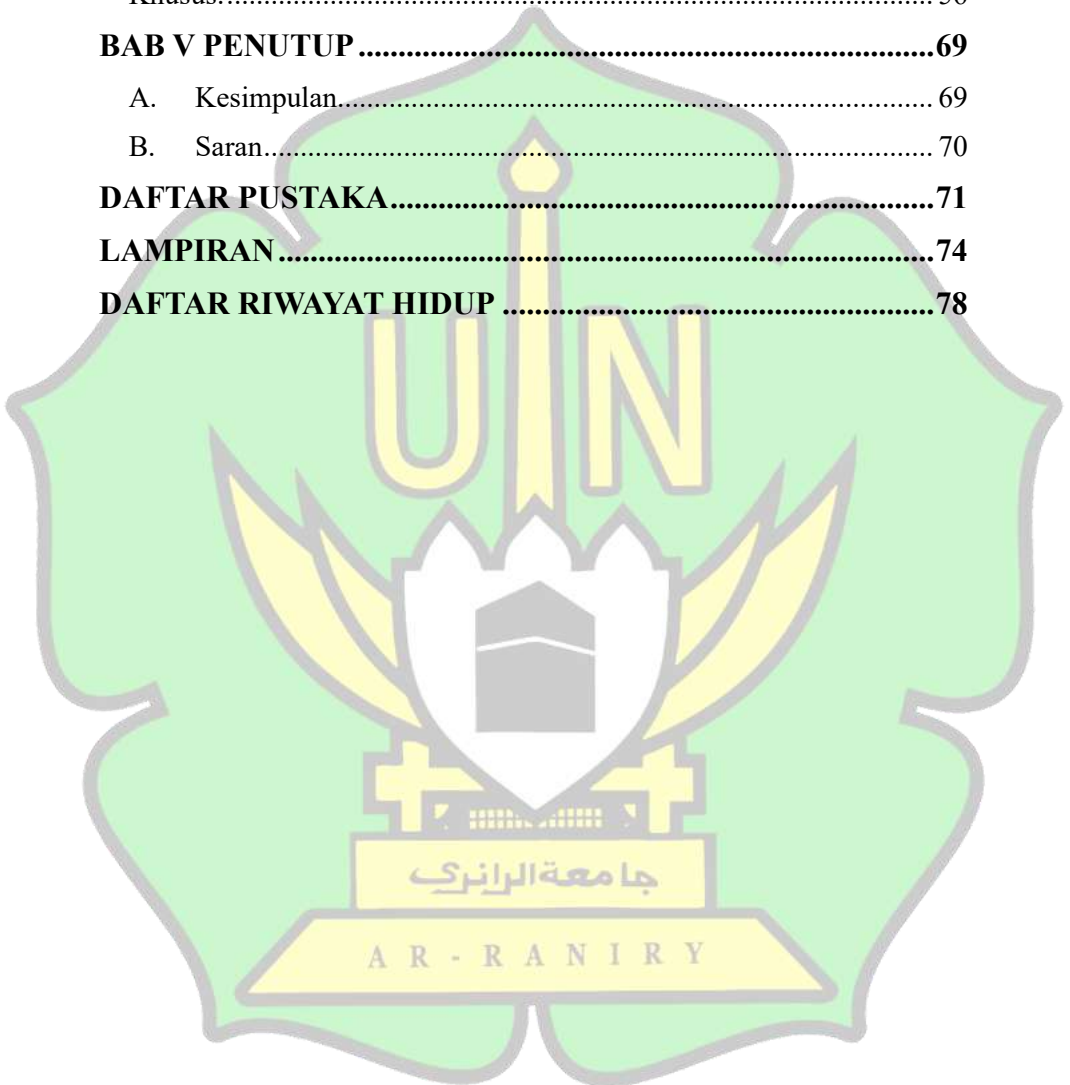 BAB V PENUTUP......................................................................................69
A. Kesimpulan....................................................................................... 69
B. Saran.................................................................................................. 70
DAFTAR PUSTAKA.................................................................................71
LAMPIRAN..................................................................................................74
DAFTAR RIWAYAT HIDUP ................................................................78
UIN
جامعة الرانري
AR-RANIRY